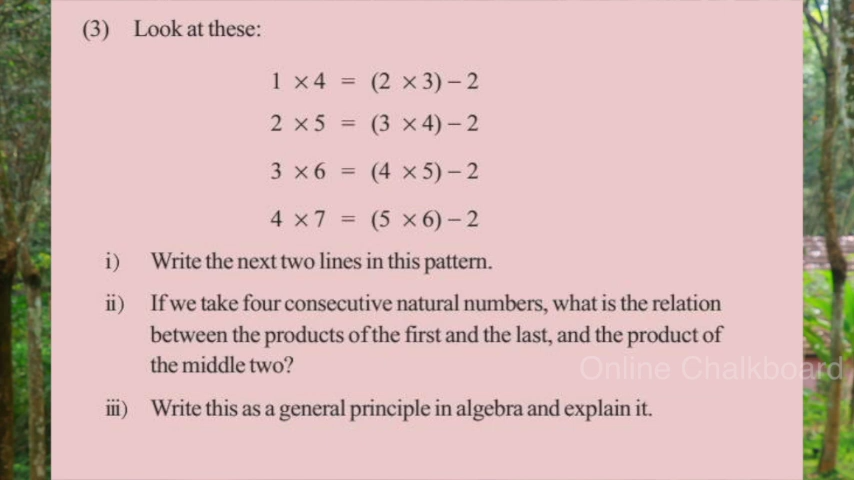 (3) Look at these:
1 × 4 = (2 × 3) – 2
2 × 5 = (3 × 4) – 2
3 × 6 = (4 × 5) – 2
4 × 7 = (5 × 6) – 2
i) Write the next two lines in this pattern.
ii) If we take four consecutive natural numbers, what is the relation
between the products of the first and the last, and the product of
the middle two?
Online Chalkboard
iii) Write this as a general principle in algebra and explain it.